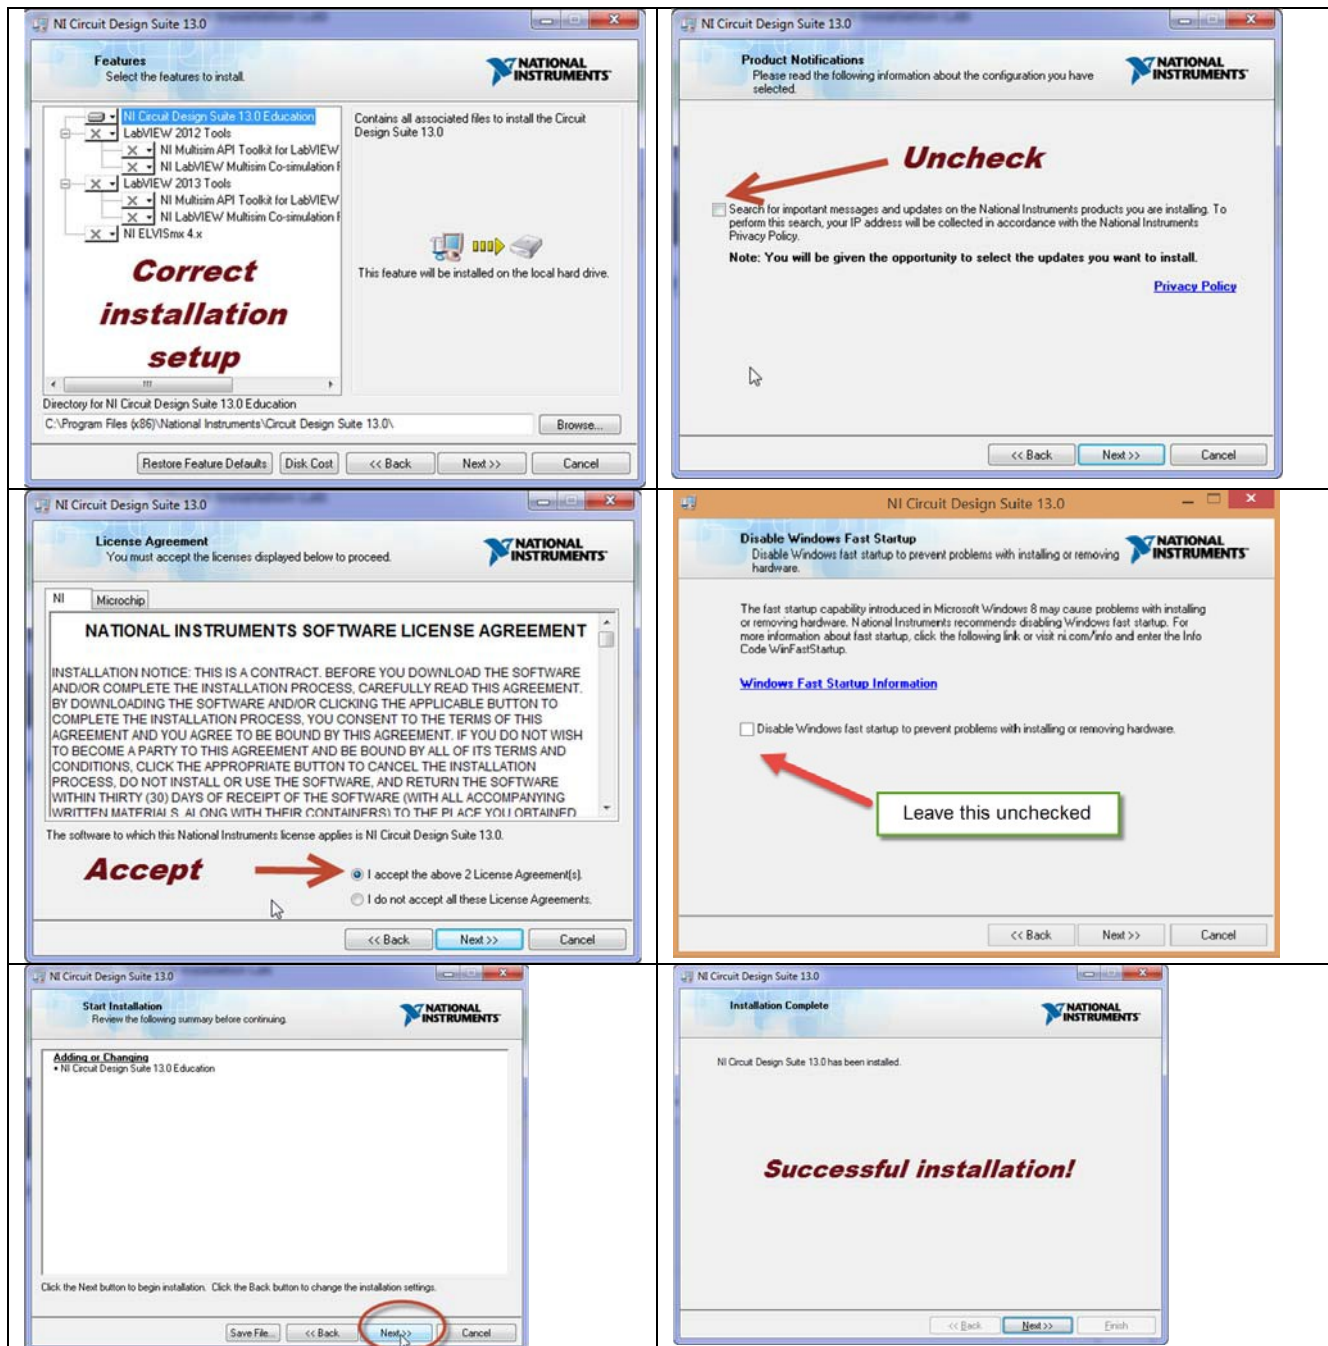 NI Circuit Design Suite 13.0
Features
Select the features to install.
NATIONAL
INSTRUMENTS
NI Circuit Design Suite 13.0 Education
LabVIEW 2012 Tools
NI Multisim API Toolkit for LabVIEW
NI LabVIEW Multisim Co-simulation
LabVIEW 2013 Tools
NI Multisim API Toolkit for LabVIEW
NI LabVIEW Multisim Co-simulation
NI ELVISmx 4.x
Correct
installation
setup
Contains all associated files to install the Circuit
Design Suite 13.0
This feature will be installed on the local hard drive.
Directory for NI Circuit Design Suite 13.0 Education
C:\Program Files (x86)\National Instruments\Circuit Design Suite 13.0\
Browse...
Restore Feature Defaults Disk Cost << Back Next >> Cancel
NI Circuit Design Suite 13.0
Product Notifications
Please read the following information about the configuration you have
selected.
NATIONAL
INSTRUMENTS
Uncheck
Search for important messages and updates on the National Instruments products you are installing. To
perform this search, your IP address will be collected in accordance with the National Instruments
Privacy Policy.
Note: You will be given the opportunity to select the updates you want to install.
Privacy Policy
<< Back Next >> Cancel
NI Circuit Design Suite 13.0
License Agreement
You must accept the licenses displayed below to proceed.
NATIONAL
INSTRUMENTS
NI Microchip
NATIONAL INSTRUMENTS SOFTWARE LICENSE AGREEMENT
INSTALLATION NOTICE: THIS IS A CONTRACT. BEFORE YOU DOWNLOAD THE SOFTWARE
AND/OR COMPLETE THE INSTALLATION PROCESS, CAREFULLY READ THIS AGREEMENT.
BY DOWNLOADING THE SOFTWARE AND/OR CLICKING THE APPLICABLE BUTTON TO
COMPLETE THE INSTALLATION PROCESS, YOU CONSENT TO THE TERMS OF THIS
AGREEMENT AND YOU AGREE TO BE BOUND BY THIS AGREEMENT. IF YOU DO NOT WISH
TO BECOME A PARTY TO THIS AGREEMENT AND BE BOUND BY ALL OF ITS TERMS AND
CONDITIONS, CLICK THE APPROPRIATE BUTTON TO CANCEL THE INSTALLATION
PROCESS, DO NOT INSTALL OR USE THE SOFTWARE, AND RETURN THE SOFTWARE
WITHIN THIRTY (30) DAYS OF RECEIPT OF THE SOFTWARE (WITH ALL ACCOMPANYING
WRITTEN MATERIALS, ALONG WITH THEIR CONTAINERS) TO THE PLACE YOU OBTAINED
The software to which this National Instruments license applies is NI Circuit Design Suite 13.0.
Accept
I accept the above 2 License Agreement(s).
I do not accept all these License Agreements.
<< Back Next >> Cancel
NI Circuit Design Suite 13.0
Disable Windows Fast Startup
Disable Windows fast startup to prevent problems with installing or removing
hardware.
NATIONAL
INSTRUMENTS
The fast startup capability introduced in Microsoft Windows 8 may cause problems with installing
or removing hardware. National Instruments recommends disabling Windows fast startup. For
more information about fast startup, click the following link or visit ni.com/info and enter the Info
Code WinFastStartup.
Windows Fast Startup Information
Disable Windows fast startup to prevent problems with installing or removing hardware.
Leave this unchecked
<< Back Next >> Cancel
NI Circuit Design Suite 13.0
Start Installation
Review the following summary before continuing.
NATIONAL
INSTRUMENTS
Adding or Changing
• NI Circuit Design Suite 13.0 Education
Click the Next button to begin installation. Click the Back button to change the installation settings.
Save File... << Back Next >> Cancel
NI Circuit Design Suite 13.0
Installation Complete
NATIONAL
INSTRUMENTS
NI Circuit Design Suite 13.0 has been installed.
Successful installation!
<< Back Next >> Finish